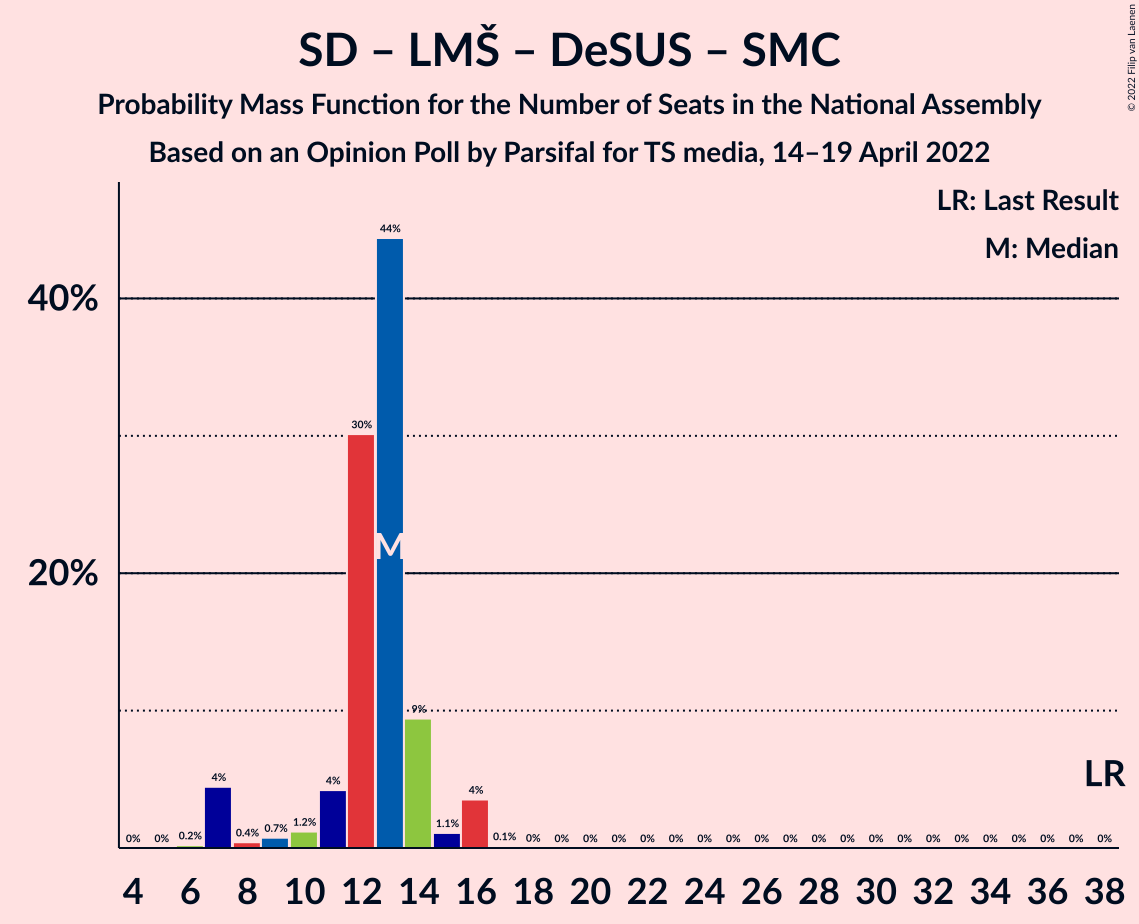 SD – LMŠ – DeSUS – SMC
Probability Mass Function for the Number of Seats in the National Assembly
Based on an Opinion Poll by Parsifal for TS media, 14–19 April 2022
© 2022 Filip van Laenen
LR: Last Result
M: Median
44%
40%
30%
M
20%
9%
LR
4% 4% 4%
0% 0% 0.2% 0.4% 0.7% 1.2% 1.1% 0.1% 0% 0% 0% 0% 0% 0% 0% 0% 0% 0% 0% 0% 0% 0% 0% 0% 0% 0% 0% 0% 0%
4 6 8 10 12 14 16 18 20 22 24 26 28 30 32 34 36 38